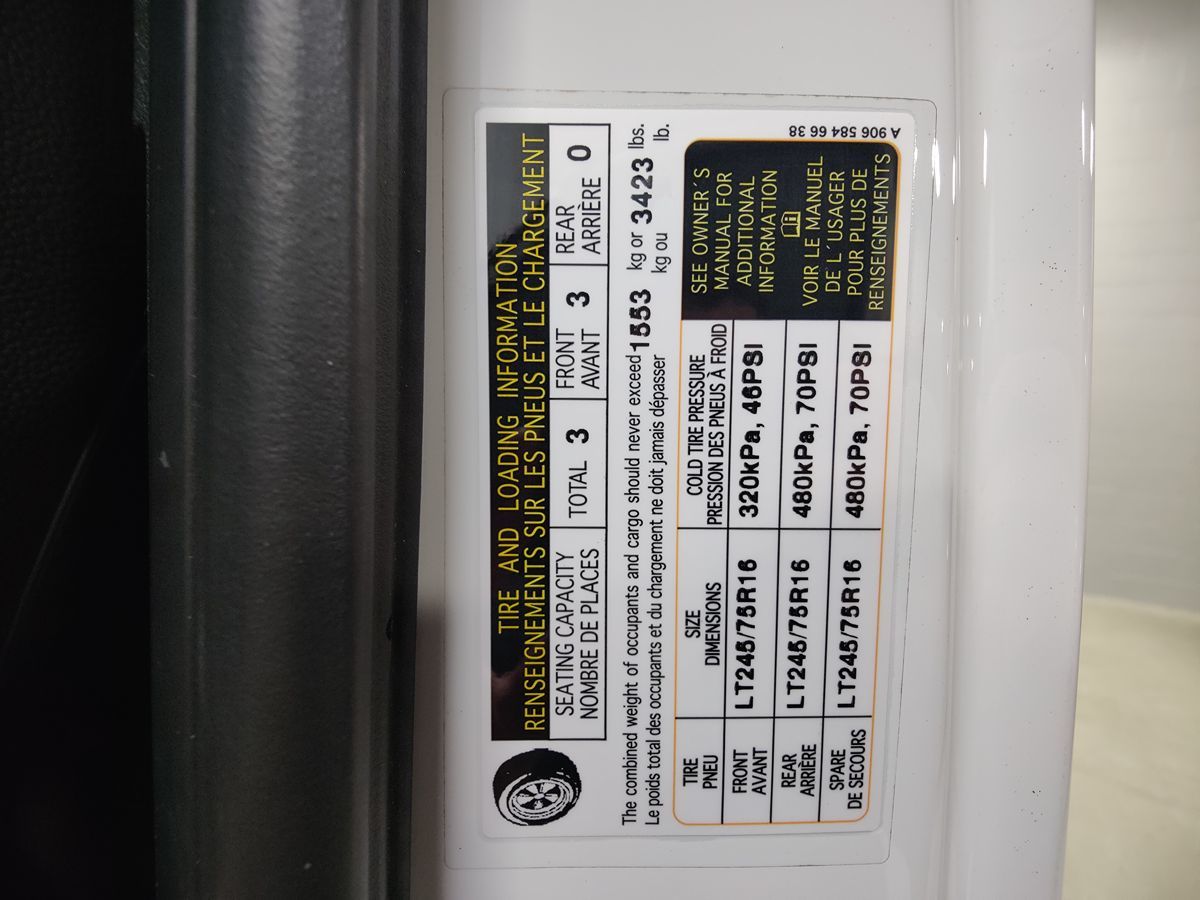 TIRE AND LOADING INFORMATION
RENSEIGNEMENTS SUR LES PNEUS ET LE CHARGEMENT
SEATING CAPACITY
NOMBRE DE PLACES
TOTAL 3
FRONT
AVANT 3
REAR
ARRIÈRE 0
The combined weight of occupants and cargo should never exceed 1553 kg or 3423 lbs.
Le poids total des occupants et du chargement ne doit jamais dépasser kg ou lb.
TIRE
PNEU
SIZE
DIMENSIONS
COLD TIRE PRESSURE
PRESSION DES PNEUS À FROID
FRONT
AVANT
LT245/75R16
320kPa, 46PSI
REAR
ARRIÈRE
LT245/75R16
480kPa, 70PSI
SPARE
DE SECOURS
LT245/75R16
480kPa, 70PSI
SEE OWNER´S
MANUAL FOR
ADDITIONAL
INFORMATION
VOIR LE MANUEL
DE L´USAGER
POUR PLUS DE
RENSEIGNEMENTS
A 906 584 66 38